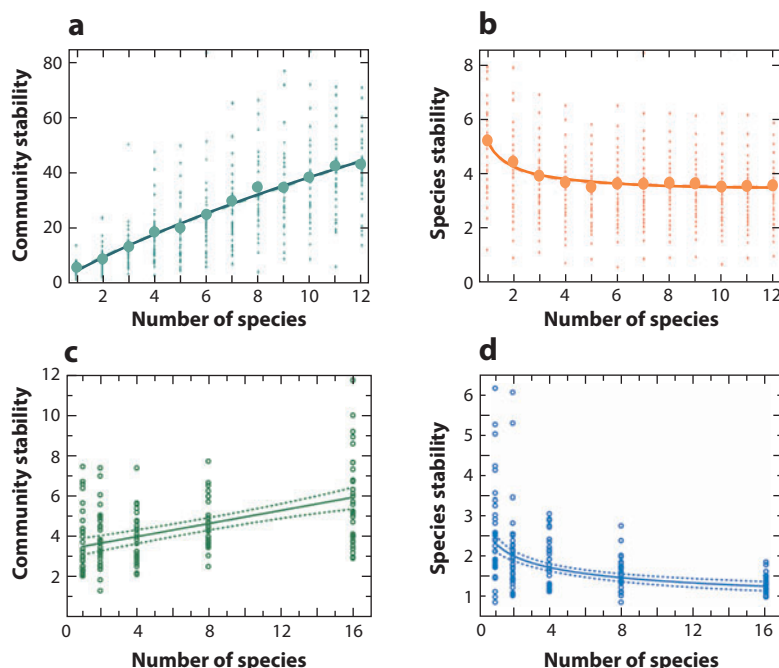 a
Community stability
80
60
40
20
0
2 4 6 8 10 12
Number of species
b
Species stability
8
6
4
2
0
2 4 6 8 10 12
Number of species
c
Community stability
12
10
8
6
4
2
0 4 8 12 16
Number of species
d
Species stability
6
5
4
3
2
1
0 4 8 12 16
Number of species